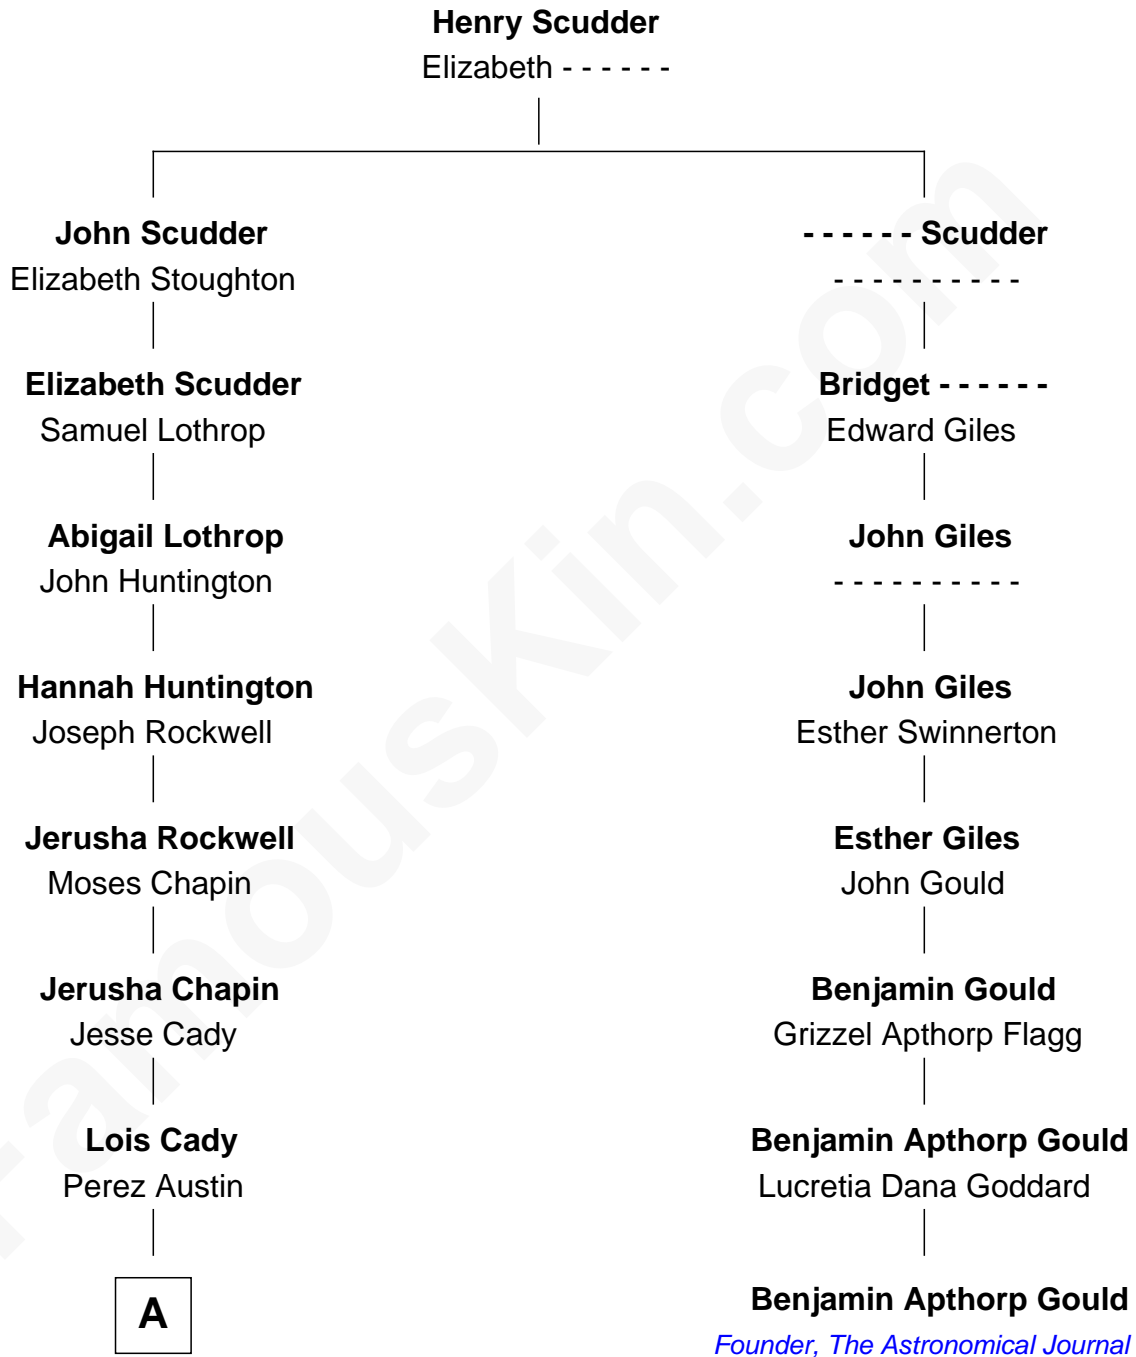 Henry Scudder
Elizabeth - - - - - -
John Scudder
Elizabeth Stoughton
- - - - - - Scudder
- - - - - - - - - -
Elizabeth Scudder
Samuel Lothrop
Bridget - - - - - -
Edward Giles
Abigail Lothrop
John Huntington
John Giles
- - - - - - - - - -
Hannah Huntington
Joseph Rockwell
John Giles
Esther Swinnerton
Jerusha Rockwell
Moses Chapin
Esther Giles
John Gould
Jerusha Chapin
Jesse Cady
Benjamin Gould
Grizzel Apthorp Flagg
Lois Cady
Perez Austin
Benjamin Apthorp Gould
Lucretia Dana Goddard
A
Benjamin Apthorp Gould
Founder, The Astronomical Journal
FamousKin.com